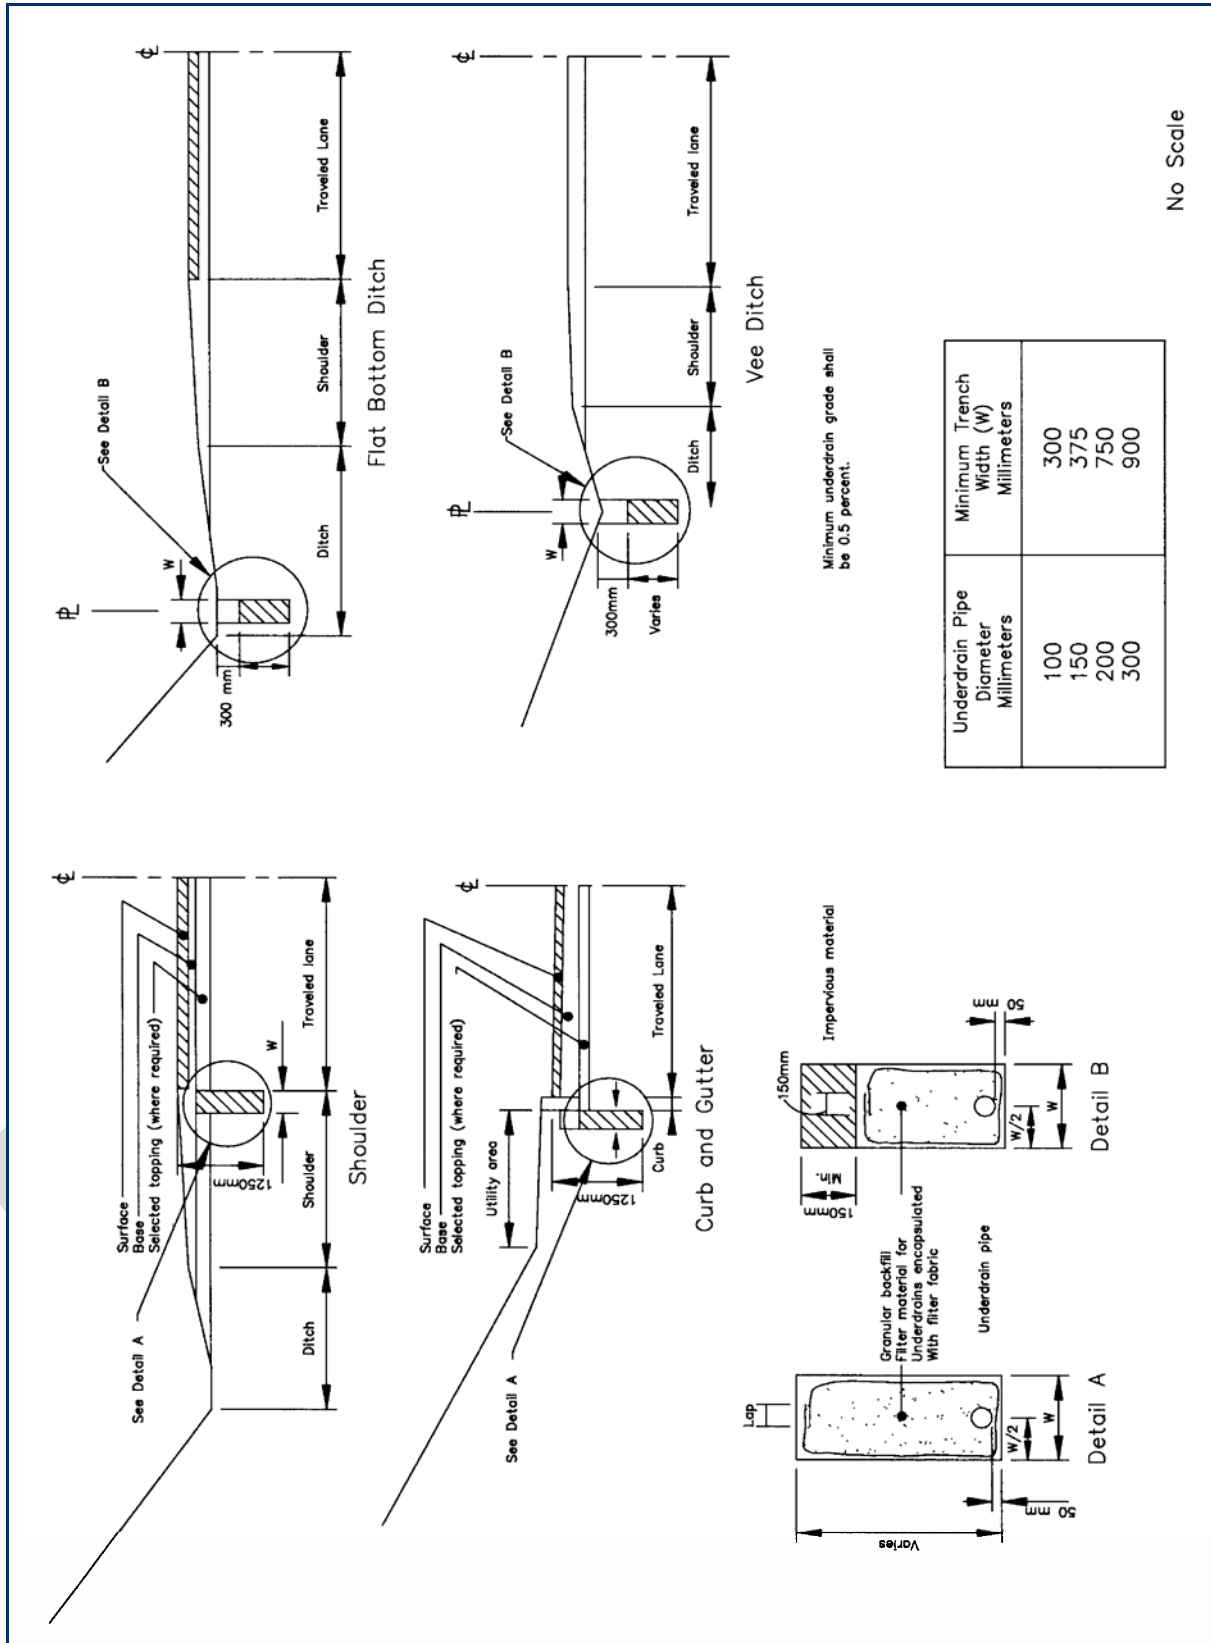 Surface
Base
Selected topping (where required)
See Detail A
1250mm
W
Ditch
Shoulder
Traveled lane
Shoulder
See Detail B
W
300 mm
Ditch
Shoulder
Traveled Lane
Flat Bottom Ditch
Surface
Base
Selected topping (where required)
Utility area
See Detail A
1250mm
Curb
Traveled Lane
Curb and Gutter
See Detail B
W
300mm
Varies
Ditch
Shoulder
Traveled lane
Vee Ditch
Lap
Varies
Granular backfill
Filter material for
Underdrains encapsulated
With filter fabric
Underdrain pipe
50 mm
W/2
W
Detail A
150mm
Min.
150mm
Impervious material
50 mm
W/2
W
Detail B
Minimum underdrain grade shall
be 0.5 percent.
Underdrain Pipe
Diameter
Millimeters
Minimum Trench
Width (W)
Millimeters
100 300
150 375
200 750
300 900
No Scale